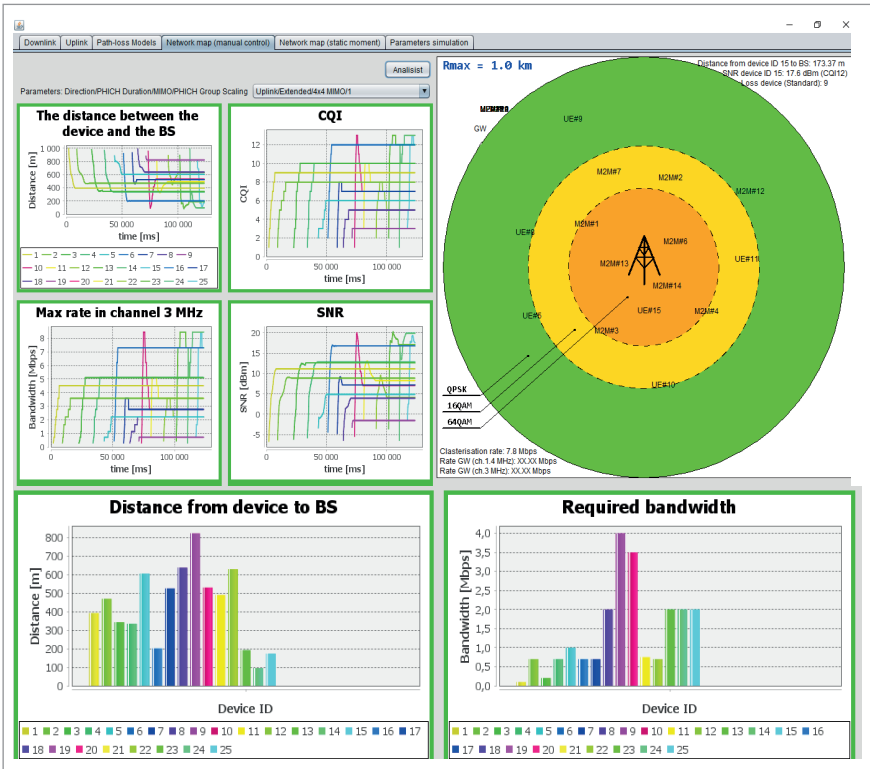 Downlink Uplink Path-loss Models Network map (manual control) Network map (static moment) Parameters simulation
Analisist
Parameters: Direction/PHICH Duration/MIMO/PHICH Group Scaling Uplink/Extended/4x4 MIMO/1
The distance between the
device and the BS
Distance [m]
1 000
750
500
250
0
0 50 000 100 000
time [ms]
1 2 3 4 5 6 7 8 9
10 11 12 13 14 15 16 17
18 19 20 21 22 23 24 25
CQI
CQI
12
10
8
6
4
2
0
0 50 000 100 000
time [ms]
Max rate in channel 3 MHz
Bandwidth [Mbps]
8
7
6
5
4
3
2
1
0
0 50 000 100 000
time [ms]
SNR
SNR [dBm]
20
15
10
5
0
-5
0 50 000 100 000
time [ms]
Rmax = 1.0 km
Distance from device ID 15 to BS: 173.37 m
SNR device ID 15: 17.6 dBm (CQI12)
Loss device (Standard): 9
GW
UE#9
M2M#7
M2M#2
M2M#12
M2M#1
M2M#6
UE#11
M2M#13
M2M#14
UE#15
M2M#4
M2M#3
UE#10
QPSK
16QAM
64QAM
Clasterisation rate: 7.8 Mbps
Rate GW (ch.1.4 MHz): XX.XX Mbps
Rate GW (ch.3 MHz): XX.XX Mbps
Distance from device to BS
Distance [m]
800
700
600
500
400
300
200
100
0
Device ID
1 2 3 4 5 6 7 8 9 10 11 12 13 14 15 16 17
18 19 20 21 22 23 24 25
Required bandwidth
Bandwidth [Mbps]
4,0
3,5
3,0
2,5
2,0
1,5
1,0
0,5
0,0
Device ID
1 2 3 4 5 6 7 8 9 10 11 12 13 14 15 16
17 18 19 20 21 22 23 24 25